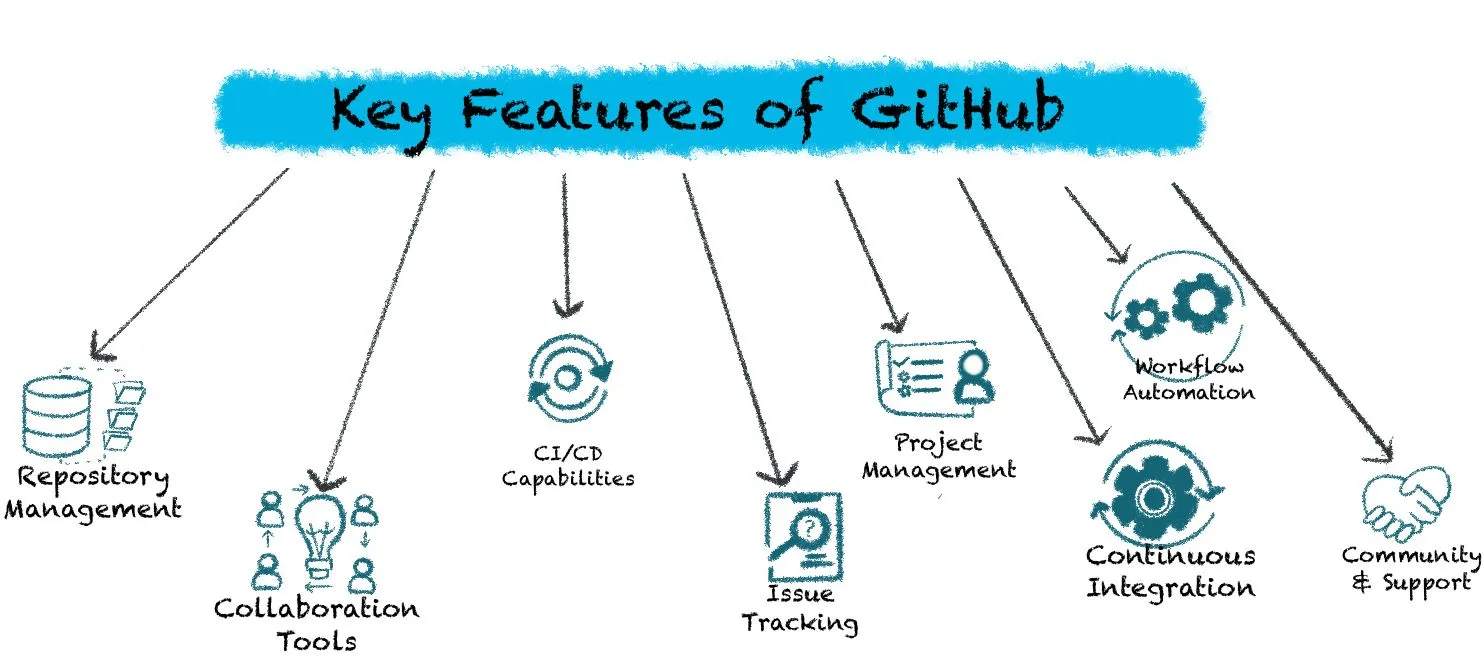 Key Features of GitHub
Repository
Management
Collaboration
Tools
CI/CD
Capabilities
Issue
Tracking
Project
Management
Continuous
Integration
Workflow
Automation
Community
& Support
?